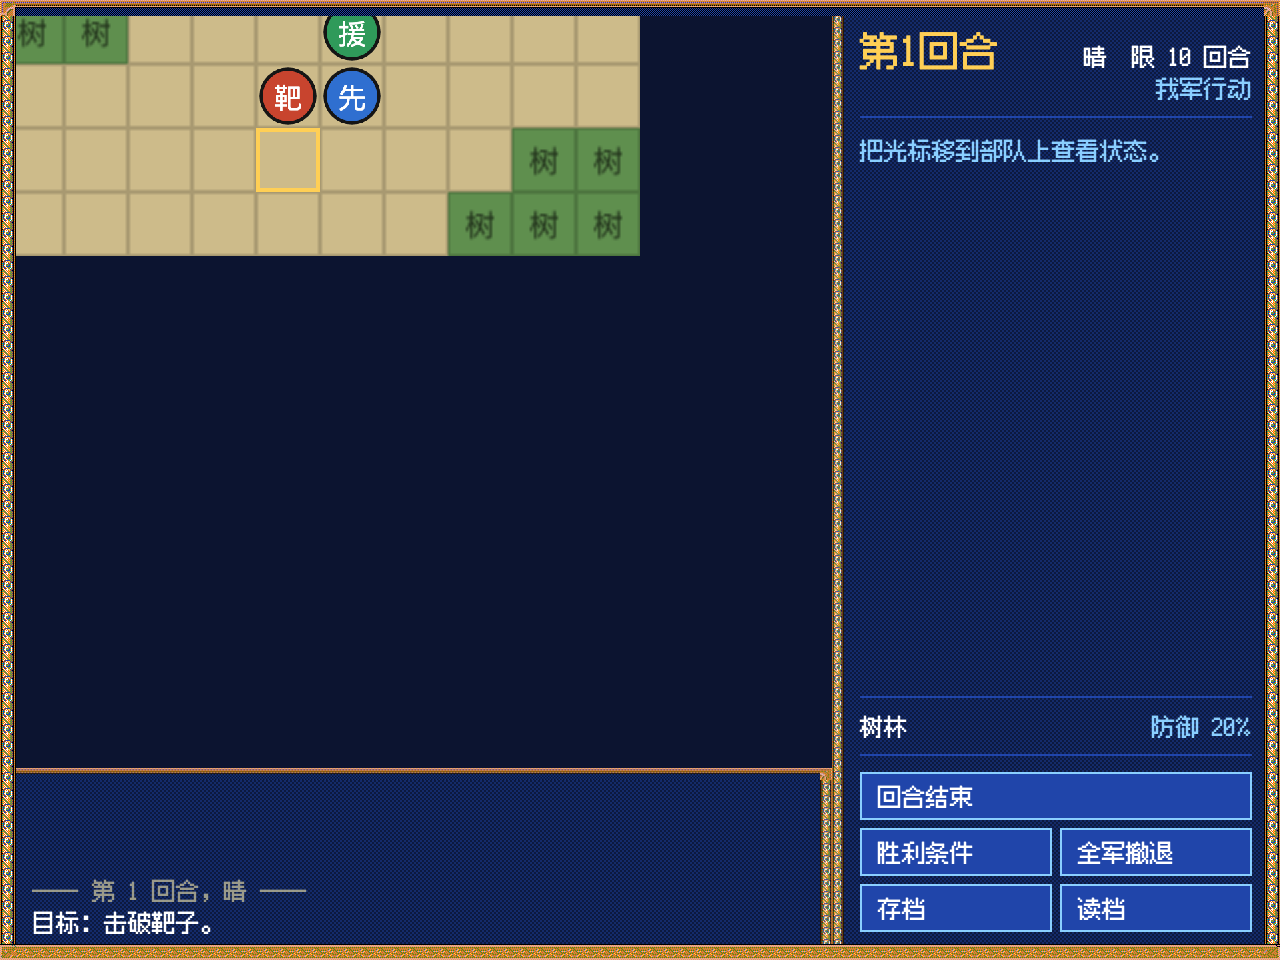 树 树 援
靶 先
树 树
树 树 树
第1回合
晴 限 10 回合
我军行动
把光标移到部队上查看状态。
树林 防御 20%
回合结束
胜利条件 全军撤退
存档 读档
—— 第 1 回合，晴 ——
目标：击破靶子。